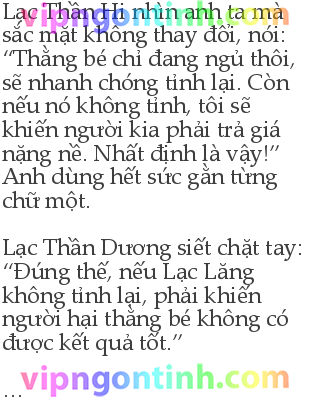 Lạc Thần Hi nhìn anh ta mà
sắc mặt không thay đổi, nói:
“Thằng bé chỉ đang ngủ thôi,
sẽ nhanh chóng tỉnh lại. Còn
nếu nó không tỉnh, tôi sẽ
khiến người kia phải trả giá
nặng nề. Nhất định là vậy!”
Anh dùng hết sức gằn từng
chữ một.
Lạc Thần Dương siết chặt tay:
“Đúng thế, nếu Lạc Lăng
không tỉnh lại, phải khiến
người hại thằng bé không có
được kết quả tốt.”
vipngontinh.com
...